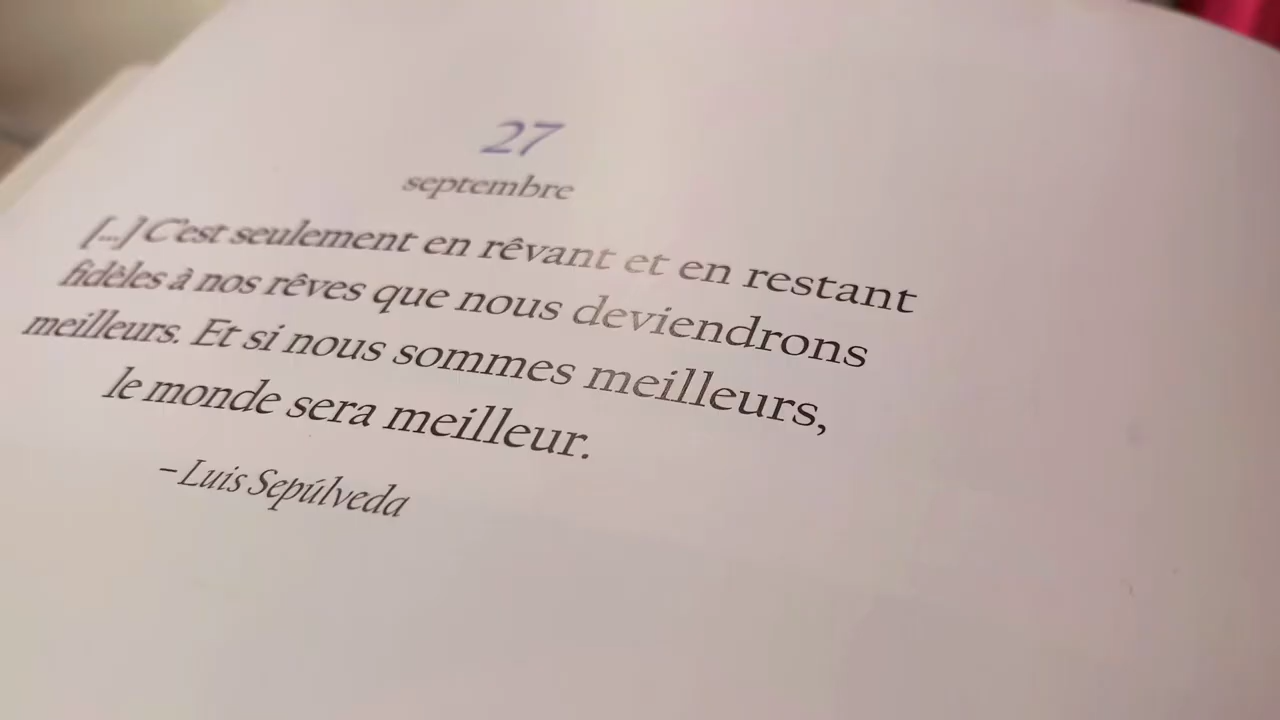 27
septembre
[...] C'est seulement en rêvant et en restant
fidèles à nos rêves que nous deviendrons
meilleurs. Et si nous sommes meilleurs,
le monde sera meilleur.
– Luis Sepúlveda